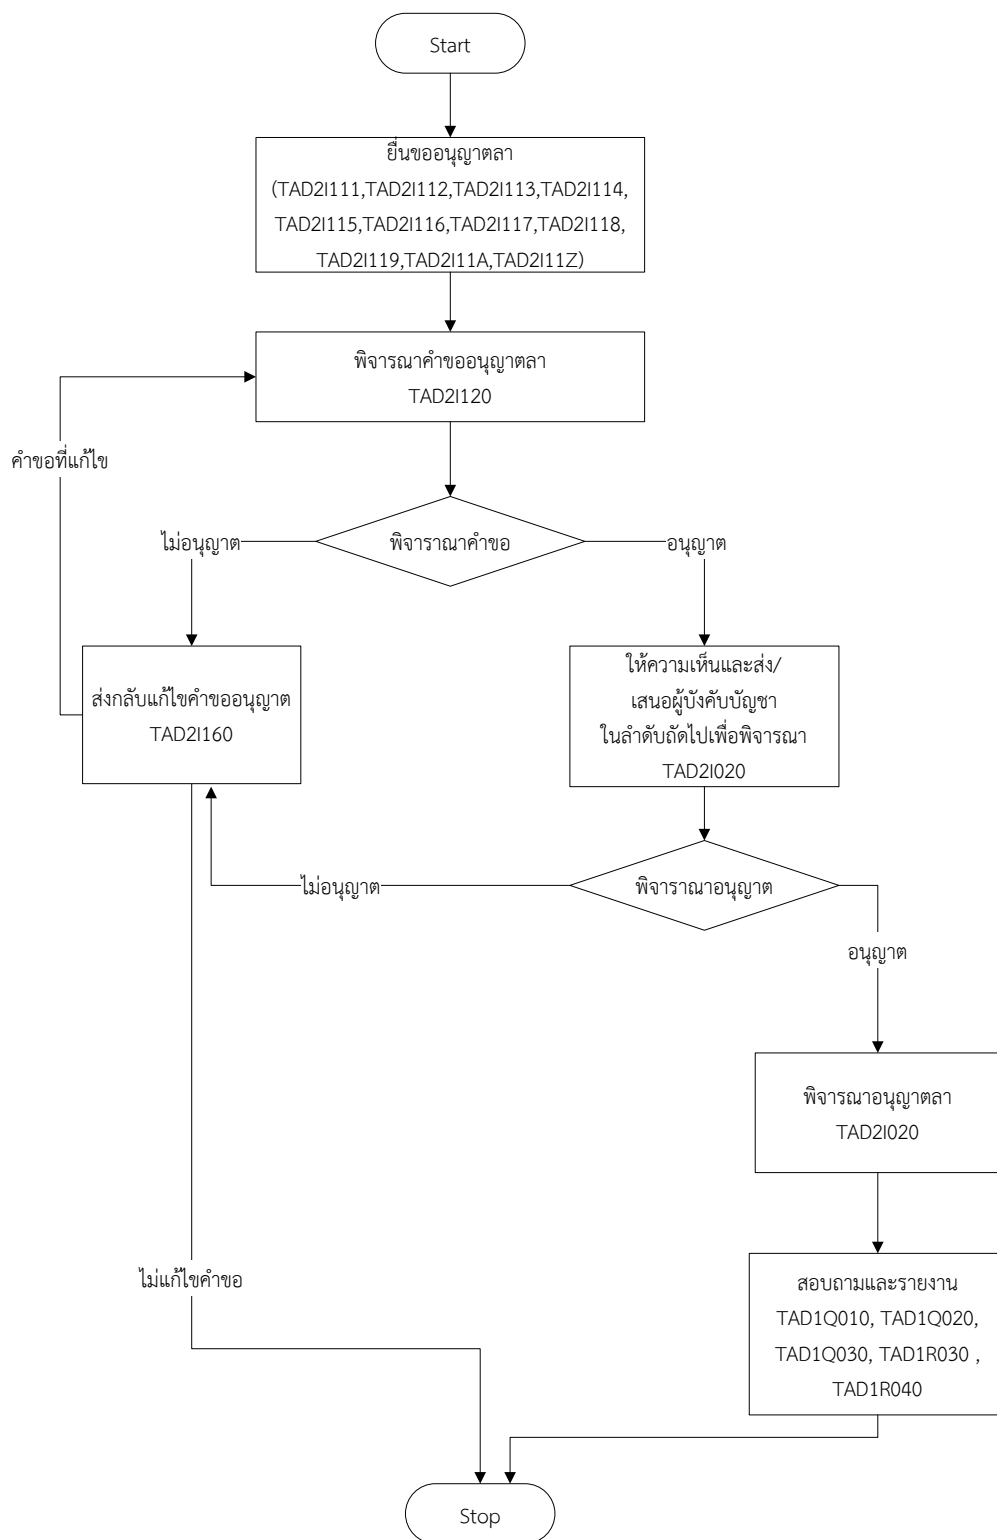 Start
ยื่นขออนุญาตลา
(TAD2I111,TAD2I112,TAD2I113,TAD2I114,
TAD2I115,TAD2I116,TAD2I117,TAD2I118,
TAD2I119,TAD2I11A,TAD2I11Z)
พิจารณาคำขออนุญาตลา
TAD2I120
คำขอที่แก้ไข
ไม่อนุญาต
พิจาราณาคำขอ
อนุญาต
ส่งกลับแก้ไขคำขออนุญาต
TAD2I160
ให้ความเห็นและส่ง/
เสนอผู้บังคับบัญชา
ในลำดับถัดไปเพื่อพิจารณา
TAD2I020
ไม่อนุญาต
พิจาราณาอนุญาต
อนุญาต
พิจารณาอนุญาตลา
TAD2I020
ไม่แก้ไขคำขอ
สอบถามและรายงาน
TAD1Q010, TAD1Q020,
TAD1Q030, TAD1R030 ,
TAD1R040
Stop